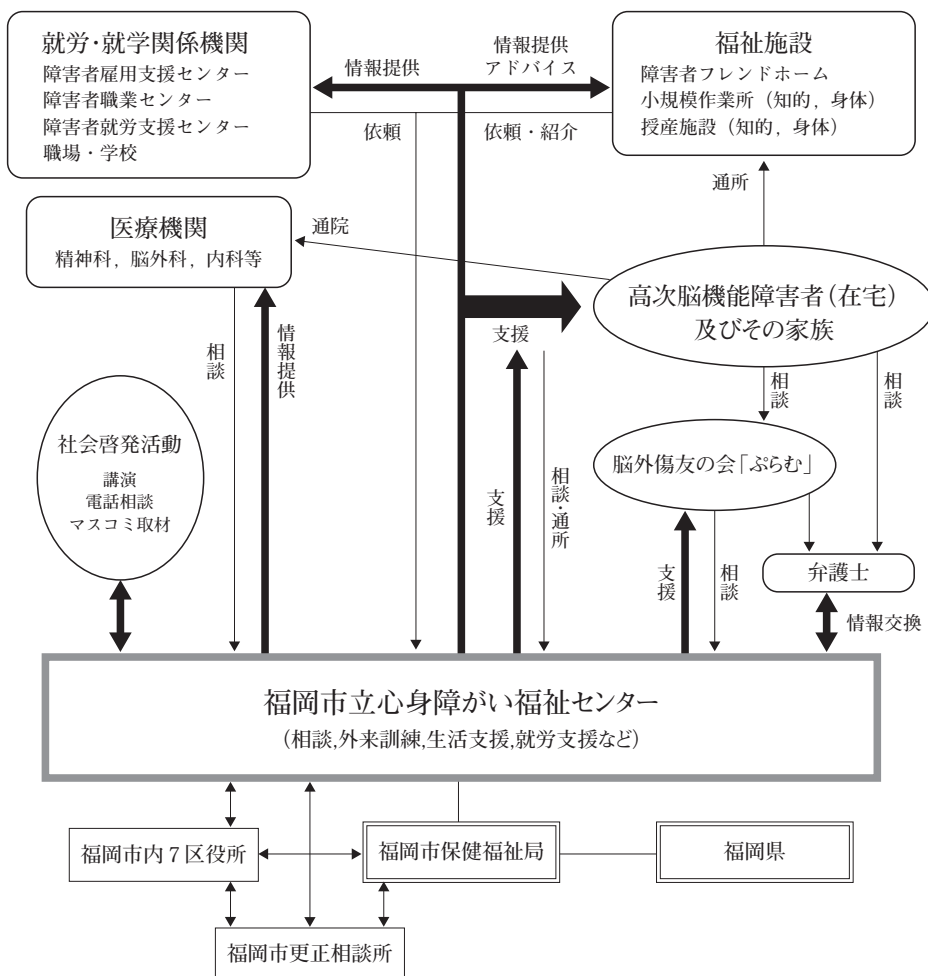 就労・就学関係機関
障害者雇用支援センター
障害者職業センター
障害者就労支援センター
職場・学校
情報提供
情報提供
アドバイス
福祉施設
障害者フレンドホーム
小規模作業所（知的，身体）
授産施設（知的，身体）
依頼
依頼・紹介
通所
医療機関
精神科，脳外科，内科等
通院
高次脳機能障害者（在宅）
及びその家族
支援
相談
情報提供
相談
相談
社会啓発活動
講演
電話相談
マスコミ取材
脳外傷友の会「ぷらむ」
支援
相談・通所
支援
相談
弁護士
情報交換
福岡市立心身障がい福祉センター
（相談,外来訓練,生活支援,就労支援など）
福岡市内７区役所
福岡市保健福祉局
福岡県
福岡市更正相談所